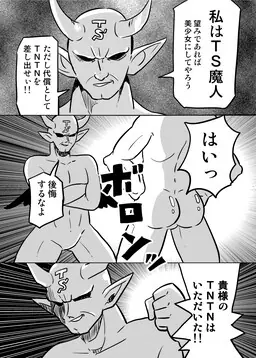 私はTS魔人
望みであれば
美少女にしてやろう
TS
ただし代償として
TNTNを
差し出せぃ!!
はいっ
ボロンッ
TS
後悔
するなよ
貴様の
TNTNは
いただいた!!
TS